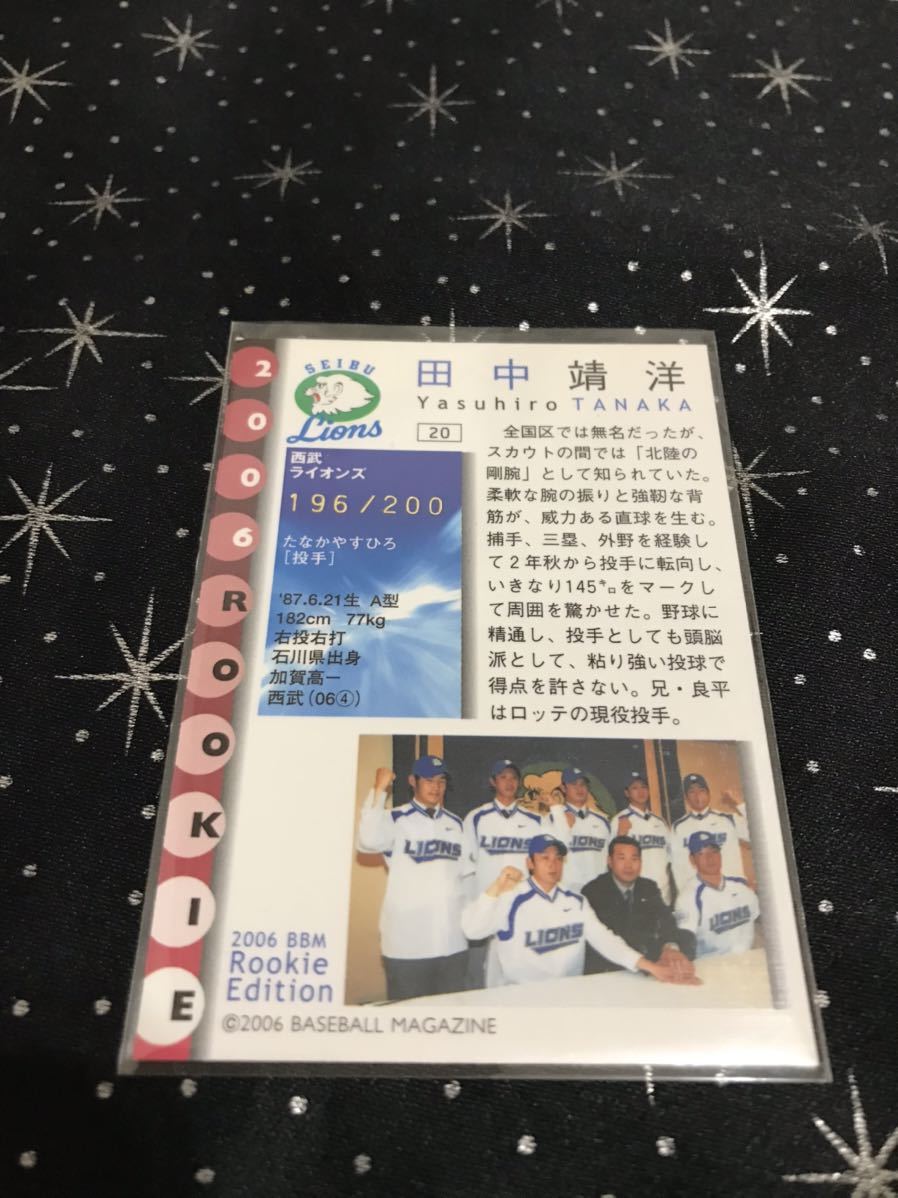 2006 ROOKIE
SEIBU
Lions
田中靖洋
Yasuhiro TANAKA
20
西武
ライオンズ
196/200
たなかやすひろ
[投手]
'87.6.21生 A型
182cm 77kg
右投右打
石川県出身
加賀高一
西武(06④)
全国区では無名だったが、
スカウトの間では「北陸の
剛腕」として知られていた。
柔軟な腕の振りと強靭な背
筋が、威力ある直球を生む。
捕手、三塁、外野を経験し
て2年秋から投手に転向し、
いきなり145㌔をマークし
て周囲を驚かせた。野球に
精通し、投手としても頭脳
派として、粘り強い投球で
得点を許さない。兄・良平
はロッテの現役投手。
LIONS
LIONS
LIONS
LIONS
2006 BBM
Rookie
Edition
©2006 BASEBALL MAGAZINE